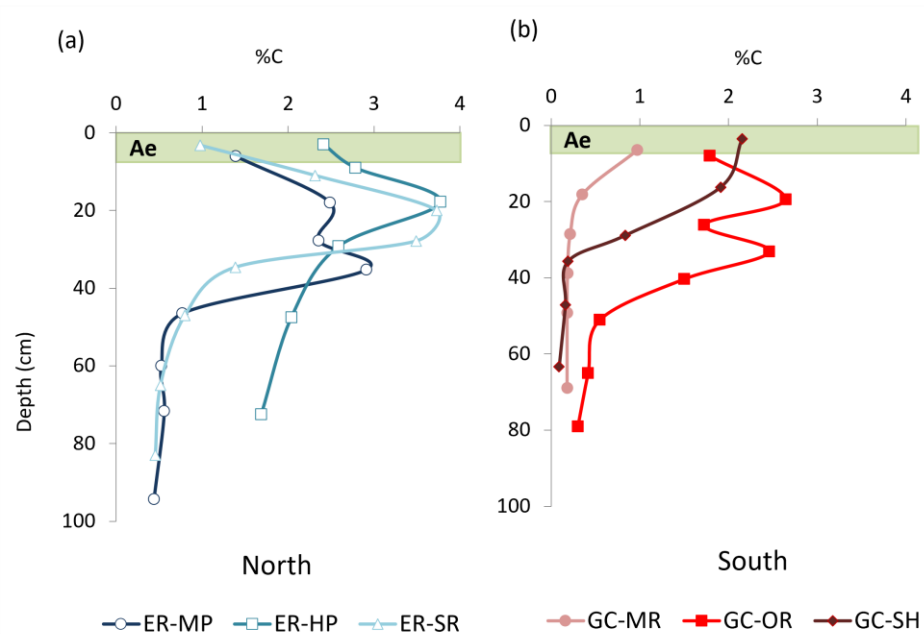 (a)
%C
0 1 2 3 4
Ae
0
20
40
60
80
100
Depth (cm)
North
ER-MP ER-HP ER-SR
(b)
%C
0 1 2 3 4
Ae
0
20
40
60
80
100
South
GC-MR GC-OR GC-SH